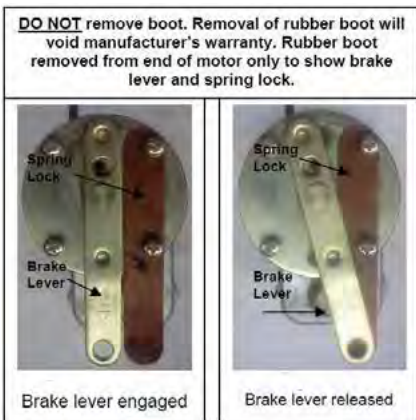 DO NOT remove boot. Removal of rubber boot will
void manufacturer's warranty. Rubber boot
removed from end of motor only to show brake
lever and spring lock.
Spring
Lock
Brake
Lever
Spring
Lock
Brake
Lever
Brake lever engaged
Brake lever released